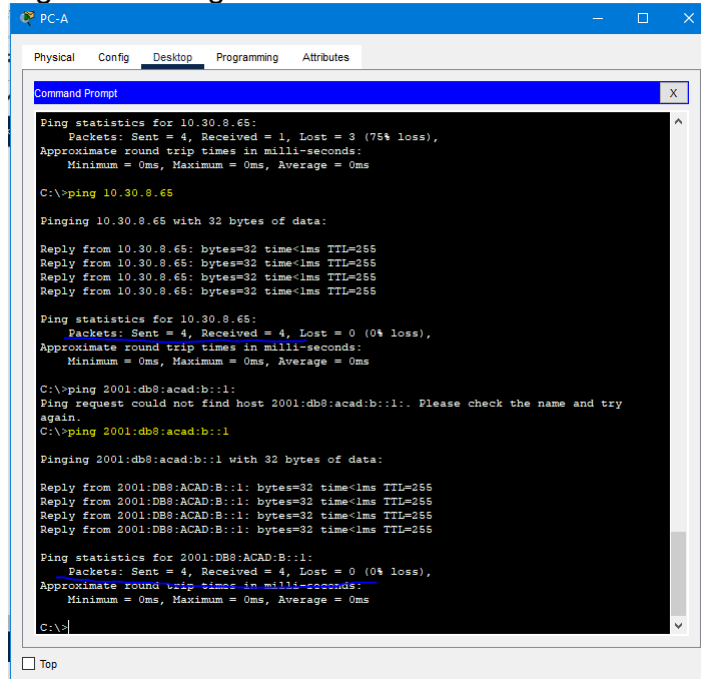 PC-A
Physical Config Desktop Programming Attributes
Command Prompt
X
Ping statistics for 10.30.8.65:
Packets: Sent = 4, Received = 1, Lost = 3 (75% loss),
Approximate round trip times in milli-seconds:
Minimum = 0ms, Maximum = 0ms, Average = 0ms
C:\>ping 10.30.8.65
Pinging 10.30.8.65 with 32 bytes of data:
Reply from 10.30.8.65: bytes=32 time<1ms TTL=255
Reply from 10.30.8.65: bytes=32 time<1ms TTL=255
Reply from 10.30.8.65: bytes=32 time<1ms TTL=255
Reply from 10.30.8.65: bytes=32 time<1ms TTL=255
Ping statistics for 10.30.8.65:
Packets: Sent = 4, Received = 4, Lost = 0 (0% loss),
Approximate round trip times in milli-seconds:
Minimum = 0ms, Maximum = 0ms, Average = 0ms
C:\>ping 2001:db8:acad:b::1:
Ping request could not find host 2001:db8:acad:b::1:. Please check the name and try
again.
C:\>ping 2001:db8:acad:b::1
Pinging 2001:db8:acad:b::1 with 32 bytes of data:
Reply from 2001:DB8:ACAD:B::1: bytes=32 time<1ms TTL=255
Reply from 2001:DB8:ACAD:B::1: bytes=32 time<1ms TTL=255
Reply from 2001:DB8:ACAD:B::1: bytes=32 time<1ms TTL=255
Reply from 2001:DB8:ACAD:B::1: bytes=32 time<1ms TTL=255
Ping statistics for 2001:DB8:ACAD:B::1:
Packets: Sent = 4, Received = 4, Lost = 0 (0% loss),
Approximate round trip times in milli-seconds:
Minimum = 0ms, Maximum = 0ms, Average = 0ms
C:\>
Top